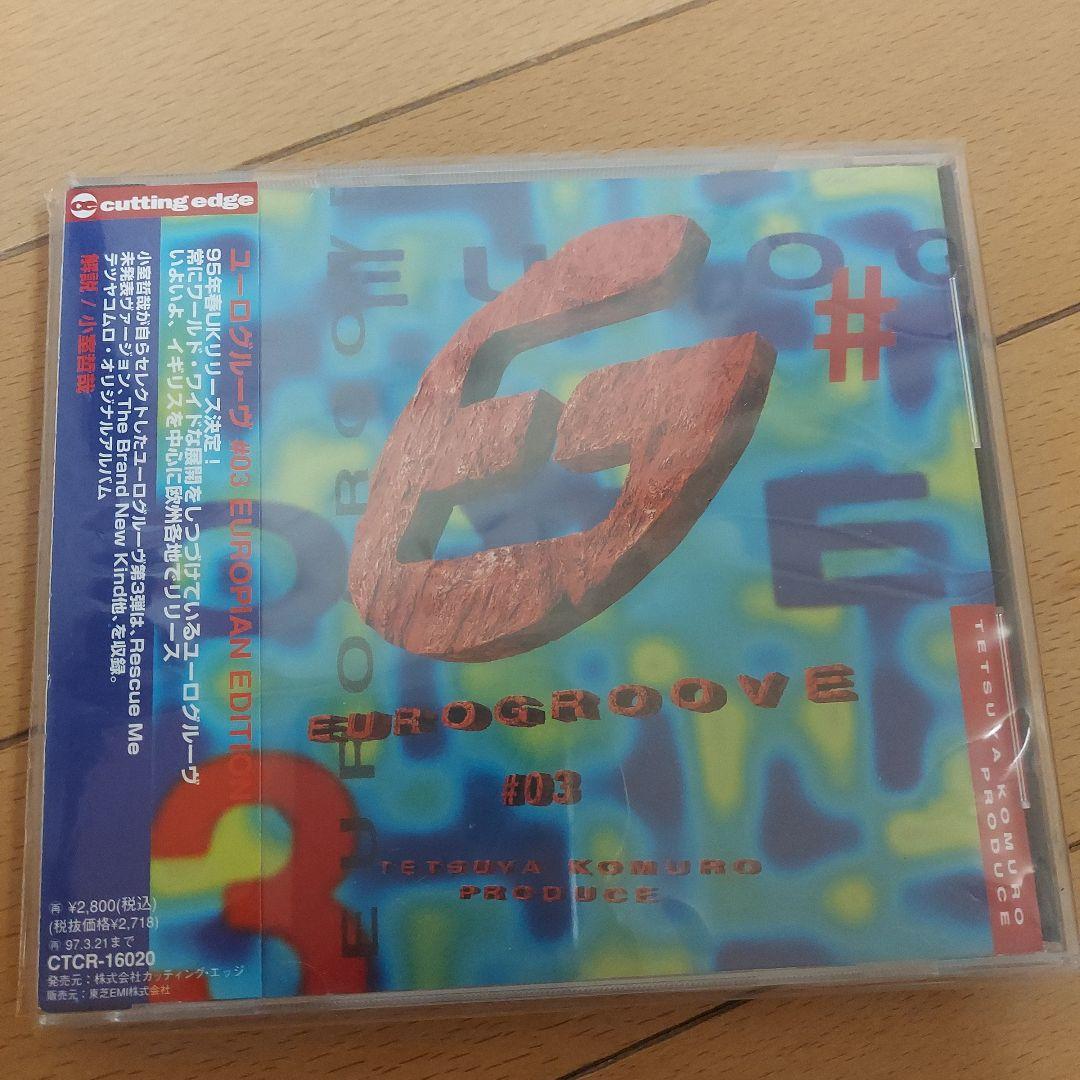 cutting edge
ユーログルーヴ #03 EUROPIAN EDITION
95年春UKリリース決定!
常にワールド・ワイドな展開をしつづけているユーログルーヴ
いよいよ、イギリスを中心に欧州各地でリリース
小室哲哉が自らセレクトしたユーログルーヴ第3弾は、Rescue Me
未発表ヴァージョン、The Brand New Kind他、を収録。
テツヤコムロ・オリジナルアルバム
解説 / 小室哲哉
再 ¥2,800(税込)
(税抜価格¥2,718)
再 97.3.21まで
CTCR-16020
発売元:株式会社カッティング・エッジ
販売元:東芝EMI株式会社
#
3
EUROGROOVE
#03
TETSUYA KOMURO
PRODUCE
TETSUYA KOMURO
PRODUCE